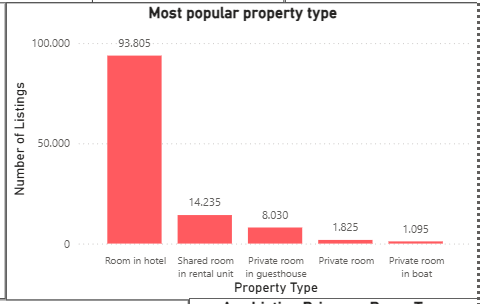 Most popular property type
Number of Listings
100.000
50.000
0
93.805
14.235
8.030
1.825
1.095
Room in hotel
Shared room
in rental unit
Private room
in guesthouse
Private room
Private room
in boat
Property Type